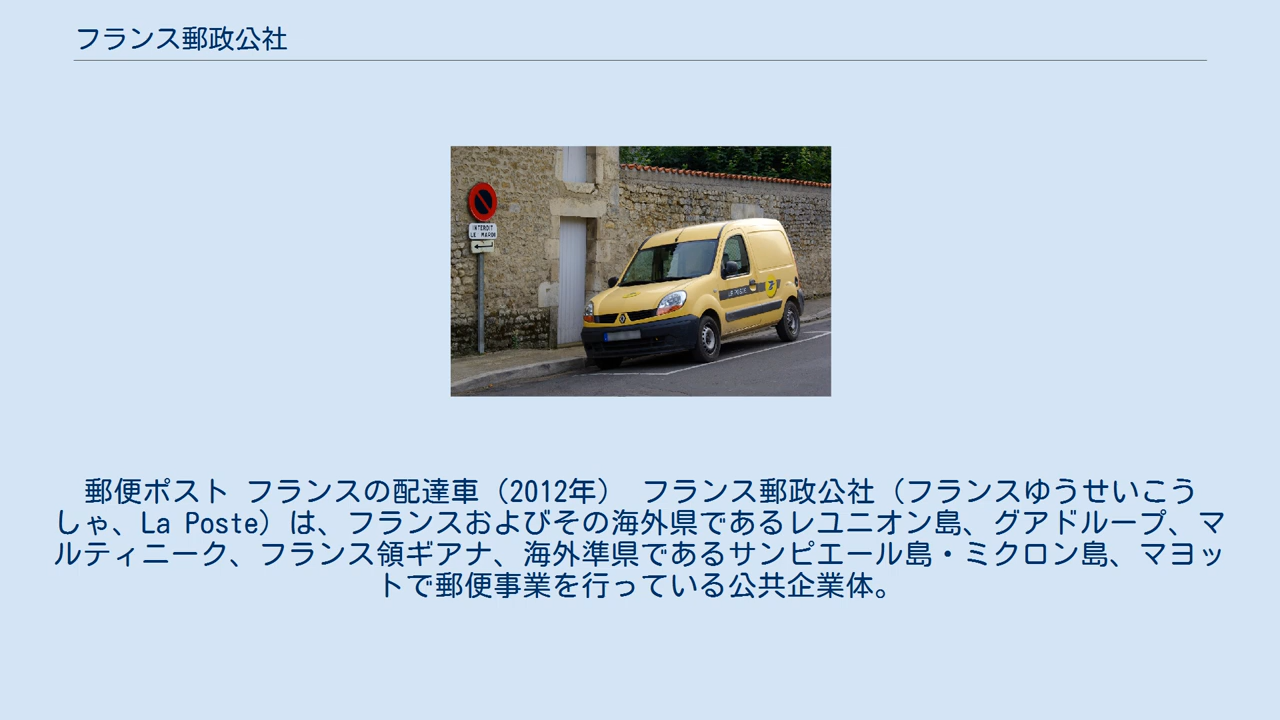 フランス郵政公社
INTERDIT
LE MARDI
郵便ポスト フランスの配達車（2012年） フランス郵政公社（フランスゆうせいこう
しゃ、La Poste）は、フランスおよびその海外県であるレユニオン島、グアドループ、マ
ルティニーク、フランス領ギアナ、海外準県であるサンピエール島・ミクロン島、マヨッ
トで郵便事業を行っている公共企業体。